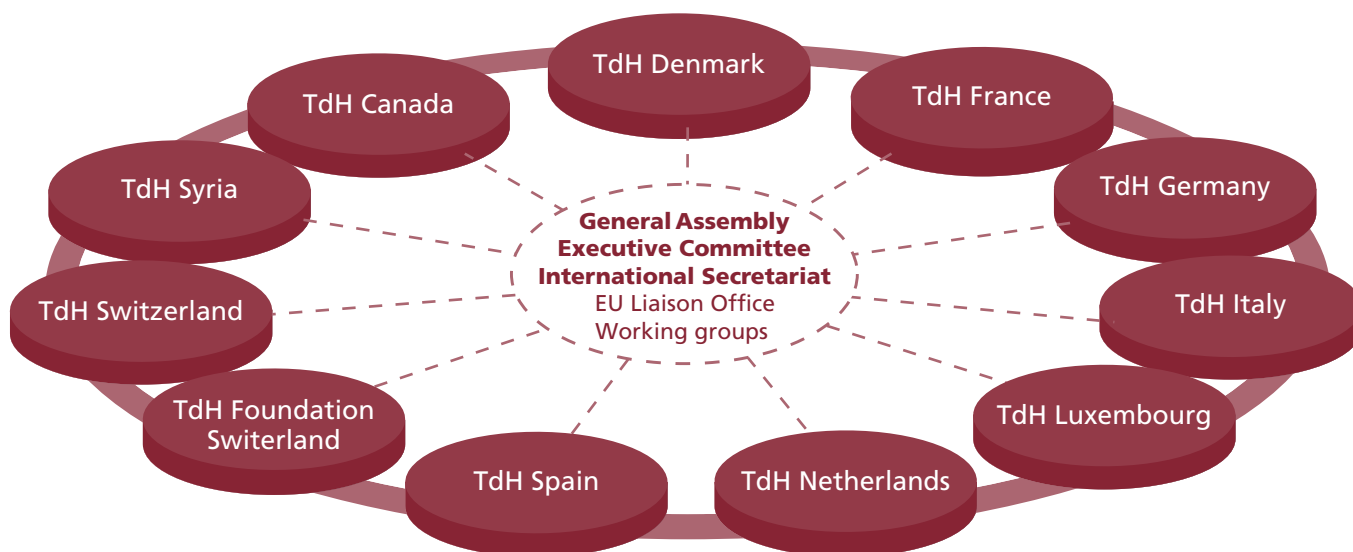 TdH Denmark
TdH France
TdH Canada
TdH Germany
TdH Syria
General Assembly
Executive Committee
International Secretariat
EU Liaison Office
Working groups
TdH Switzerland
TdH Italy
TdH Foundation
Switerland
TdH Luxembourg
TdH Spain
TdH Netherlands